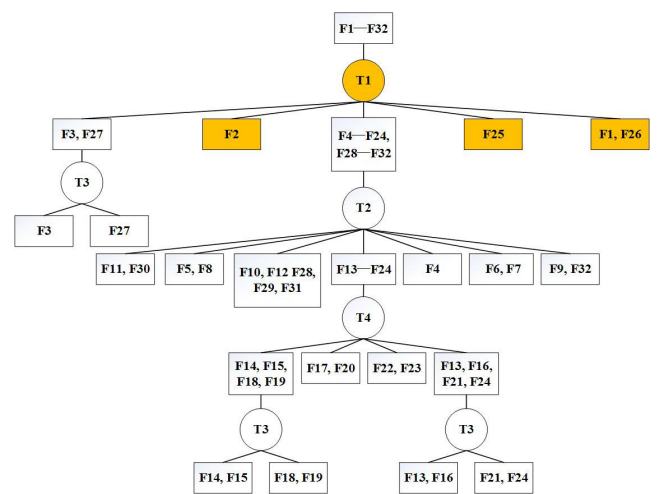 F1—F32
T1
F3, F27
F2
F4—F24,
F28—F32
F25
F1, F26
T3
F3
F27
T2
F11, F30
F5, F8
F10, F12 F28,
F29, F31
F13—F24
F4
F6, F7
F9, F32
T4
F14, F15,
F18, F19
F17, F20
F22, F23
F13, F16,
F21, F24
T3
T3
F14, F15
F18, F19
F13, F16
F21, F24